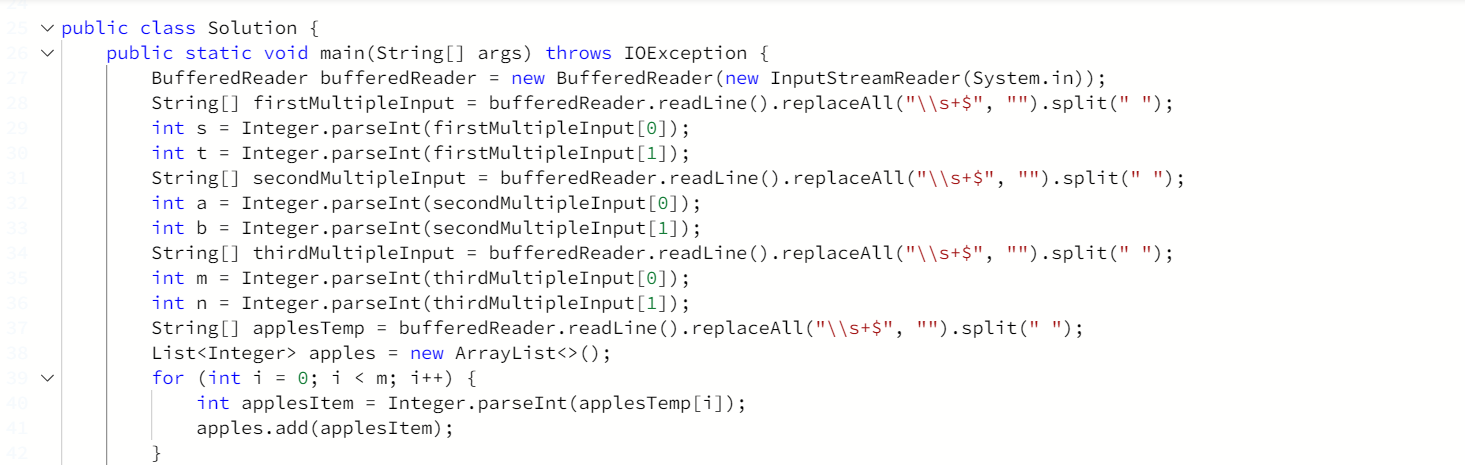 25 public class Solution {
26 public static void main(String[] args) throws IOException {
27 BufferedReader bufferedReader = new BufferedReader(new InputStreamReader(System.in));
28 String[] firstMultipleInput = bufferedReader.readLine().replaceAll("\\s+$", "").split(" ");
29 int s = Integer.parseInt(firstMultipleInput[0]);
30 int t = Integer.parseInt(firstMultipleInput[1]);
31 String[] secondMultipleInput = bufferedReader.readLine().replaceAll("\\s+$", "").split(" ");
32 int a = Integer.parseInt(secondMultipleInput[0]);
33 int b = Integer.parseInt(secondMultipleInput[1]);
34 String[] thirdMultipleInput = bufferedReader.readLine().replaceAll("\\s+$", "").split(" ");
35 int m = Integer.parseInt(thirdMultipleInput[0]);
36 int n = Integer.parseInt(thirdMultipleInput[1]);
37 String[] applesTemp = bufferedReader.readLine().replaceAll("\\s+$", "").split(" ");
38 List<Integer> apples = new ArrayList<>();
39 for (int i = 0; i < m; i++) {
40 int applesItem = Integer.parseInt(applesTemp[i]);
41 apples.add(applesItem);
42 }